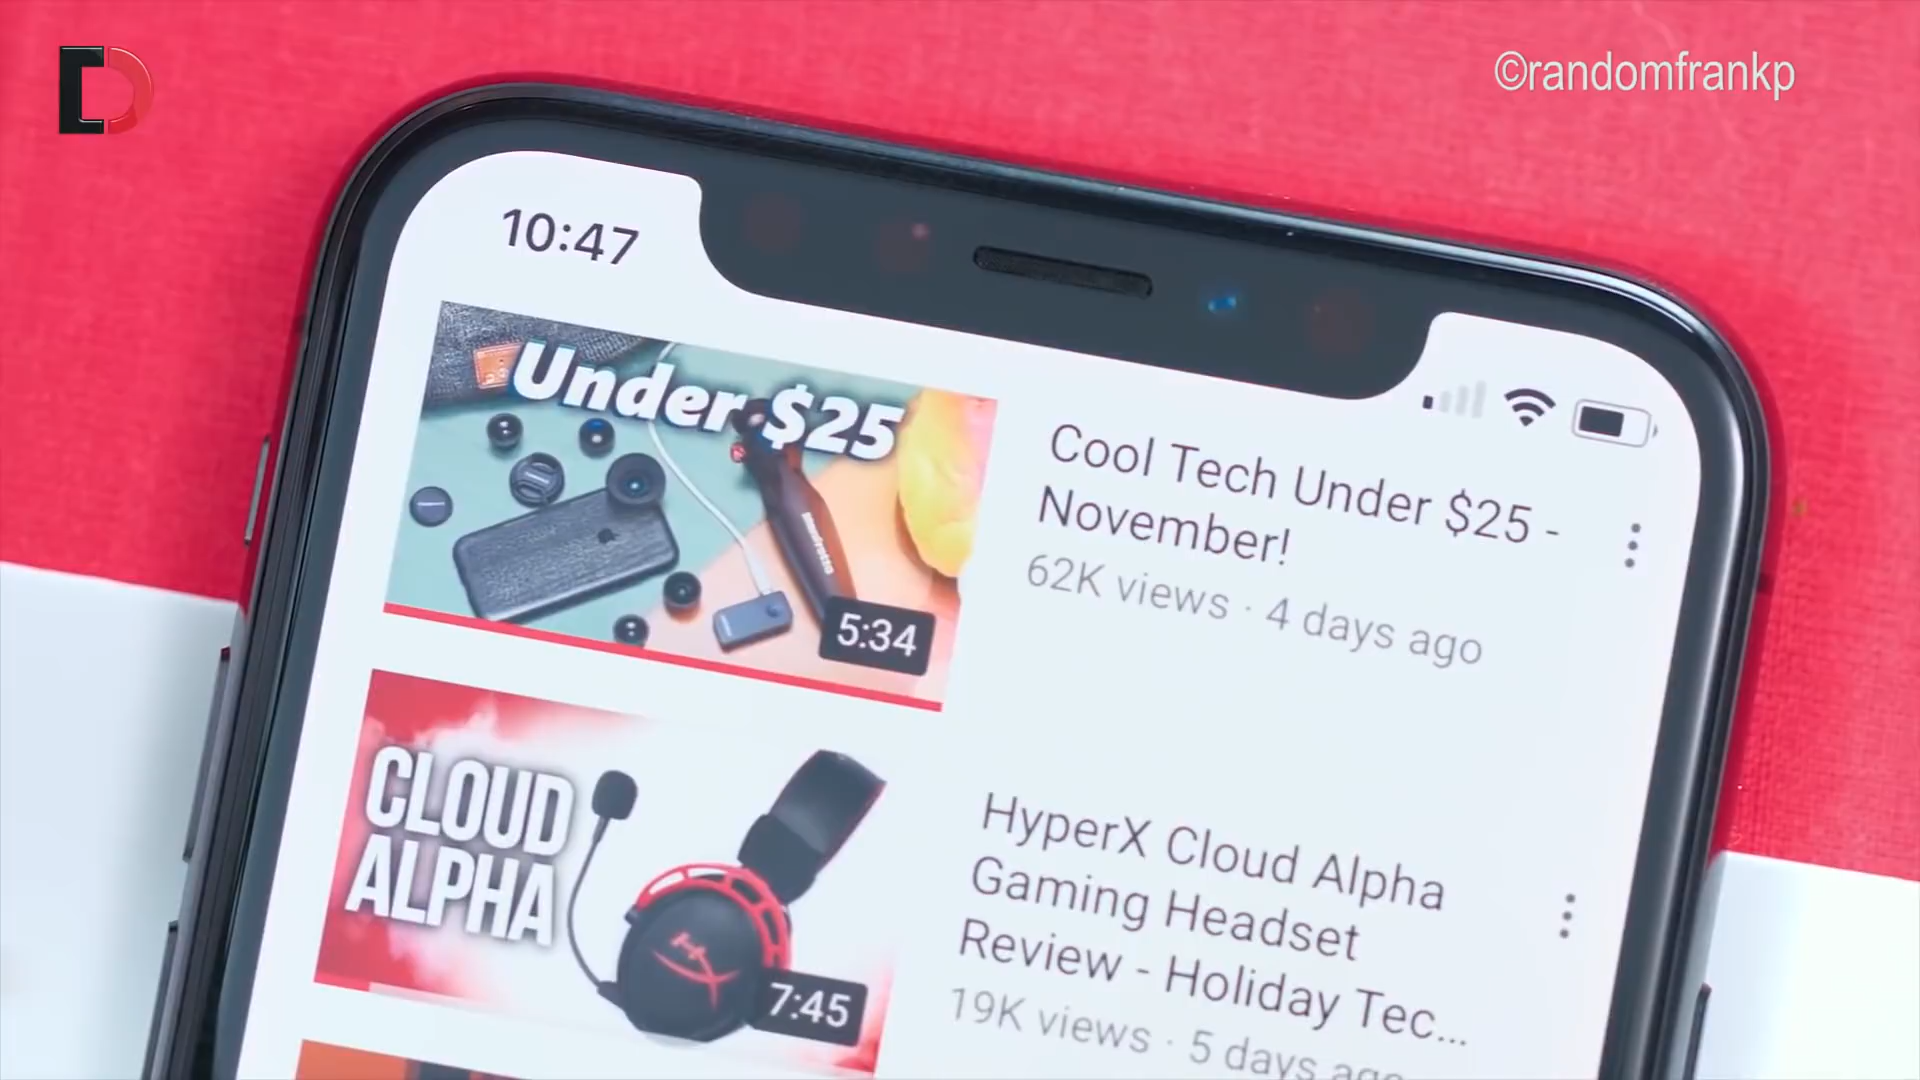 ©randomfrankp
10:47
Under $25
5:34
Cool Tech Under $25 -
November!
62K views · 4 days ago
CLOUD
ALPHA
7:45
HyperX Cloud Alpha
Gaming Headset
Review - Holiday Tec...
19K views · 5 days ago